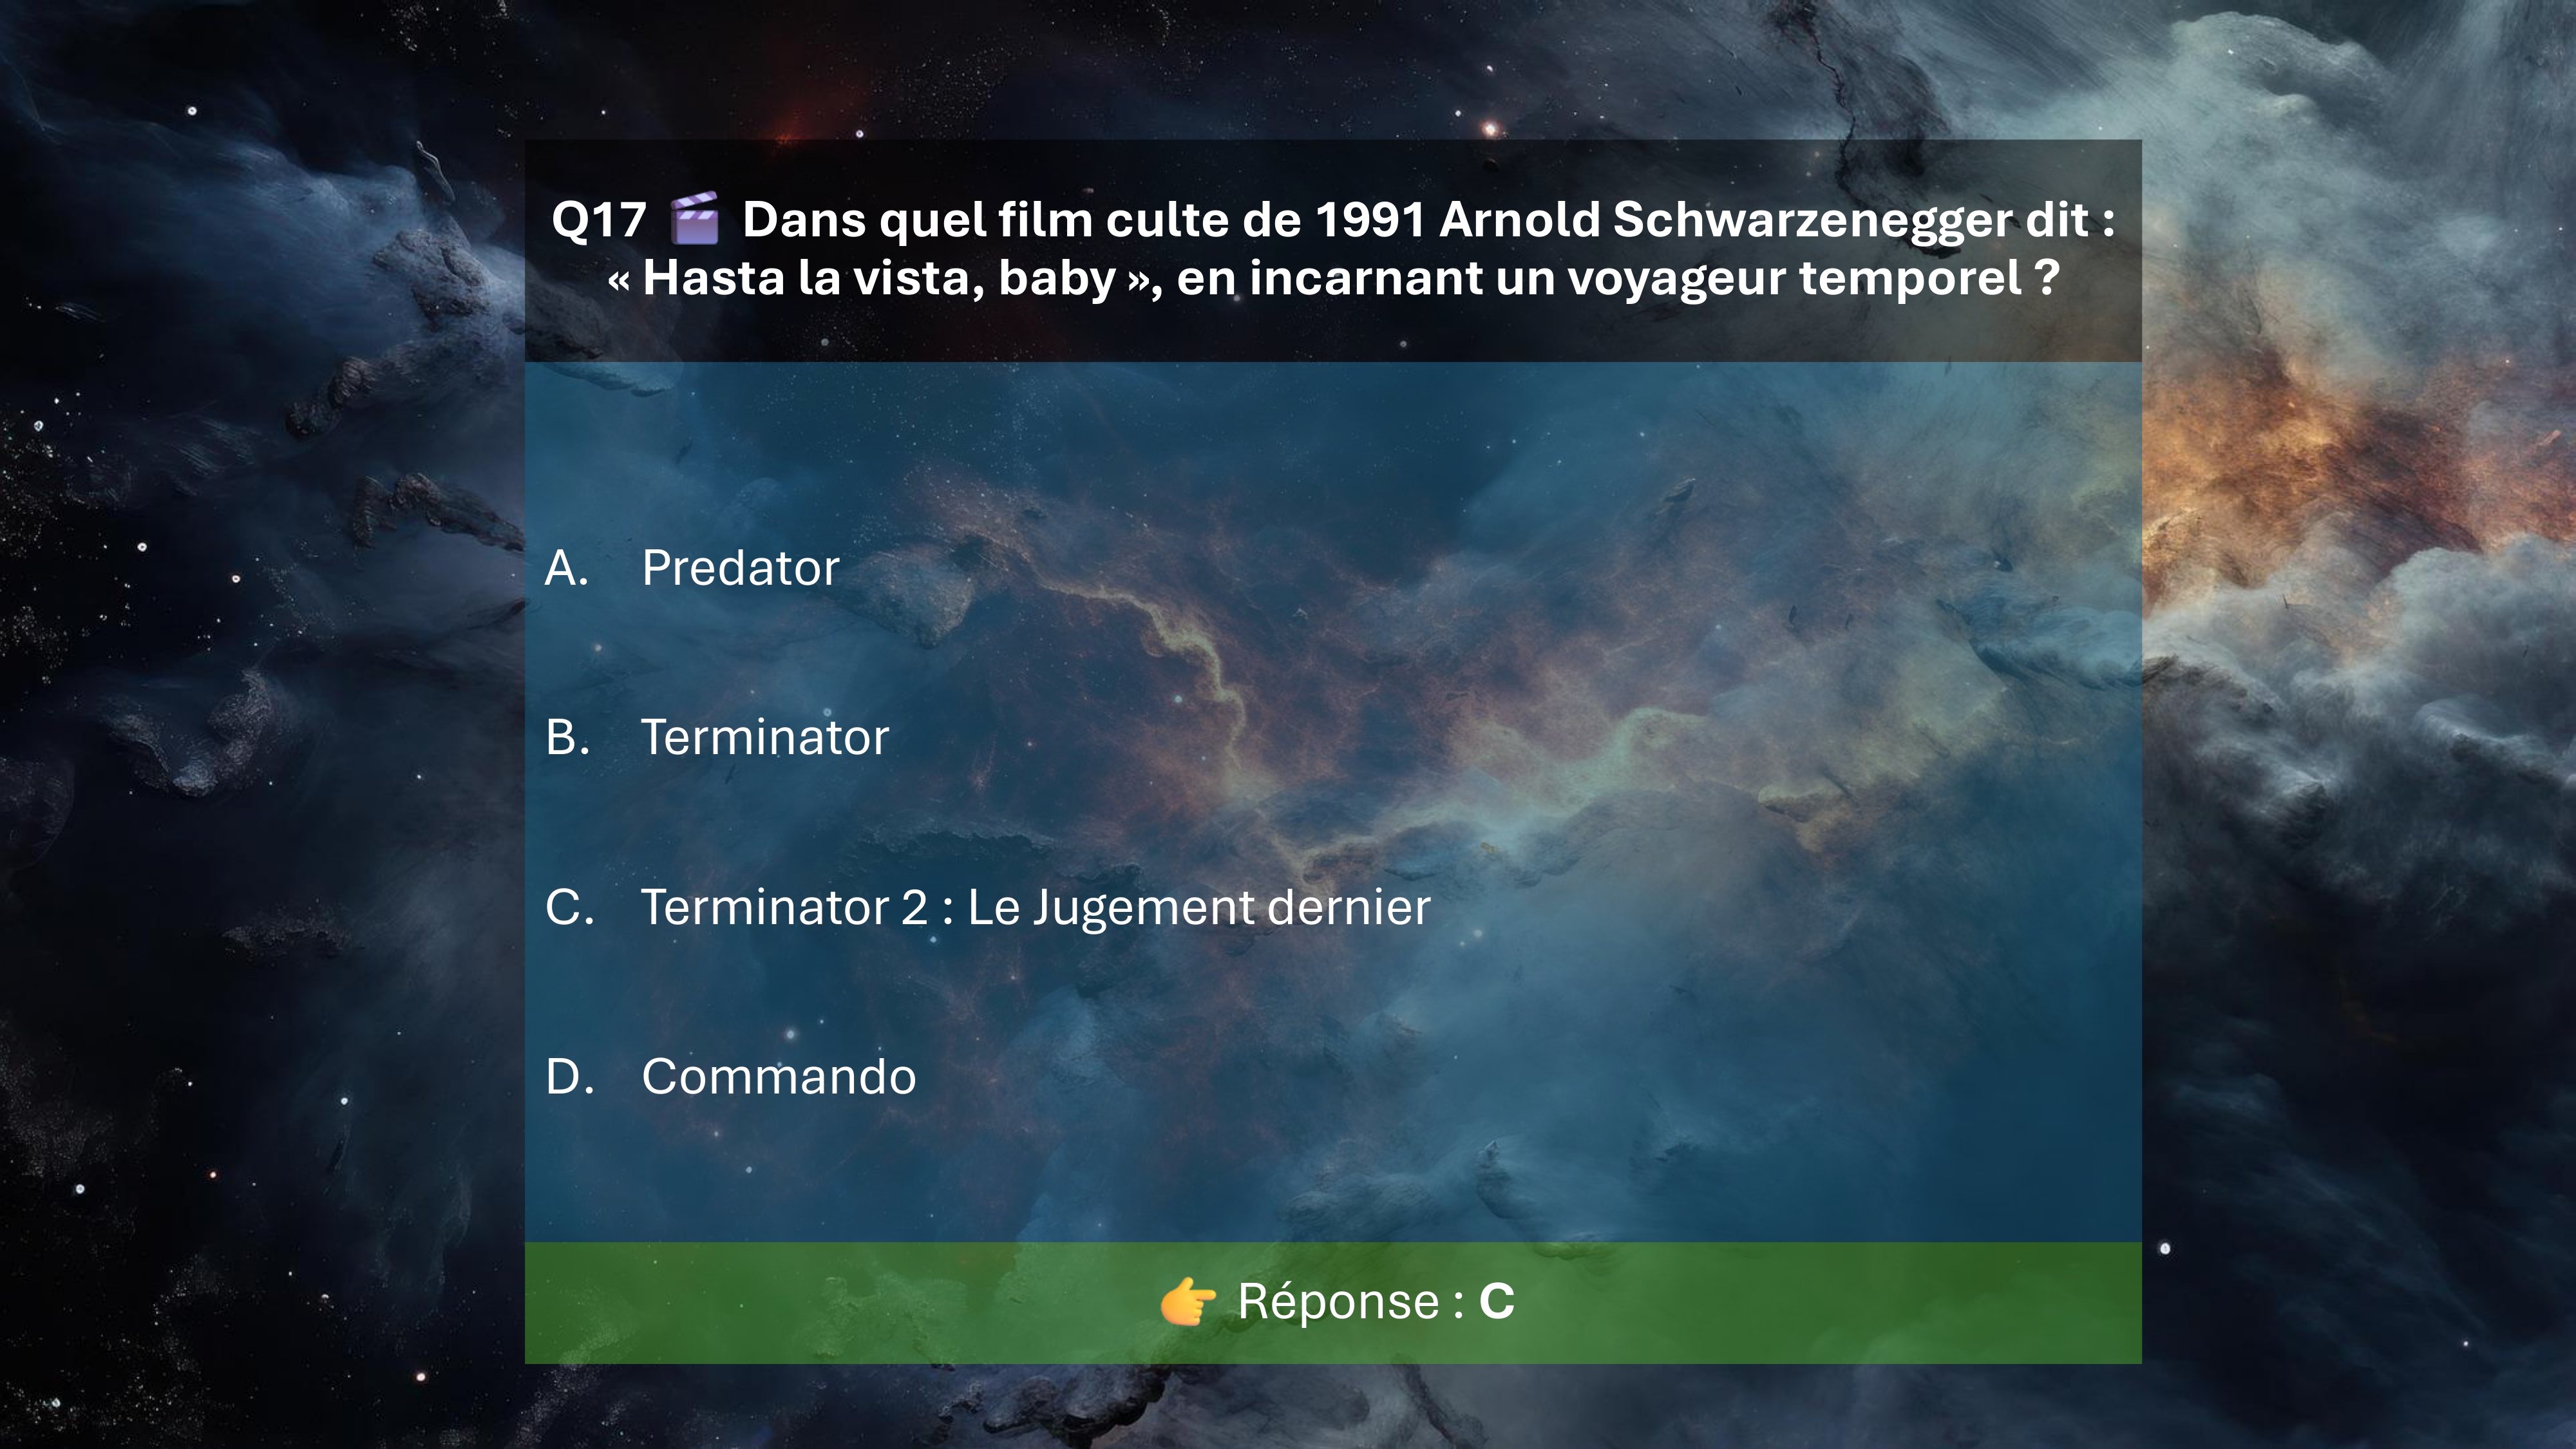 Q17 🎬 Dans quel film culte de 1991 Arnold Schwarzenegger dit :
« Hasta la vista, baby », en incarnant un voyageur temporel ?
A. Predator
B. Terminator
C. Terminator 2 : Le Jugement dernier
D. Commando
👉 Réponse : C